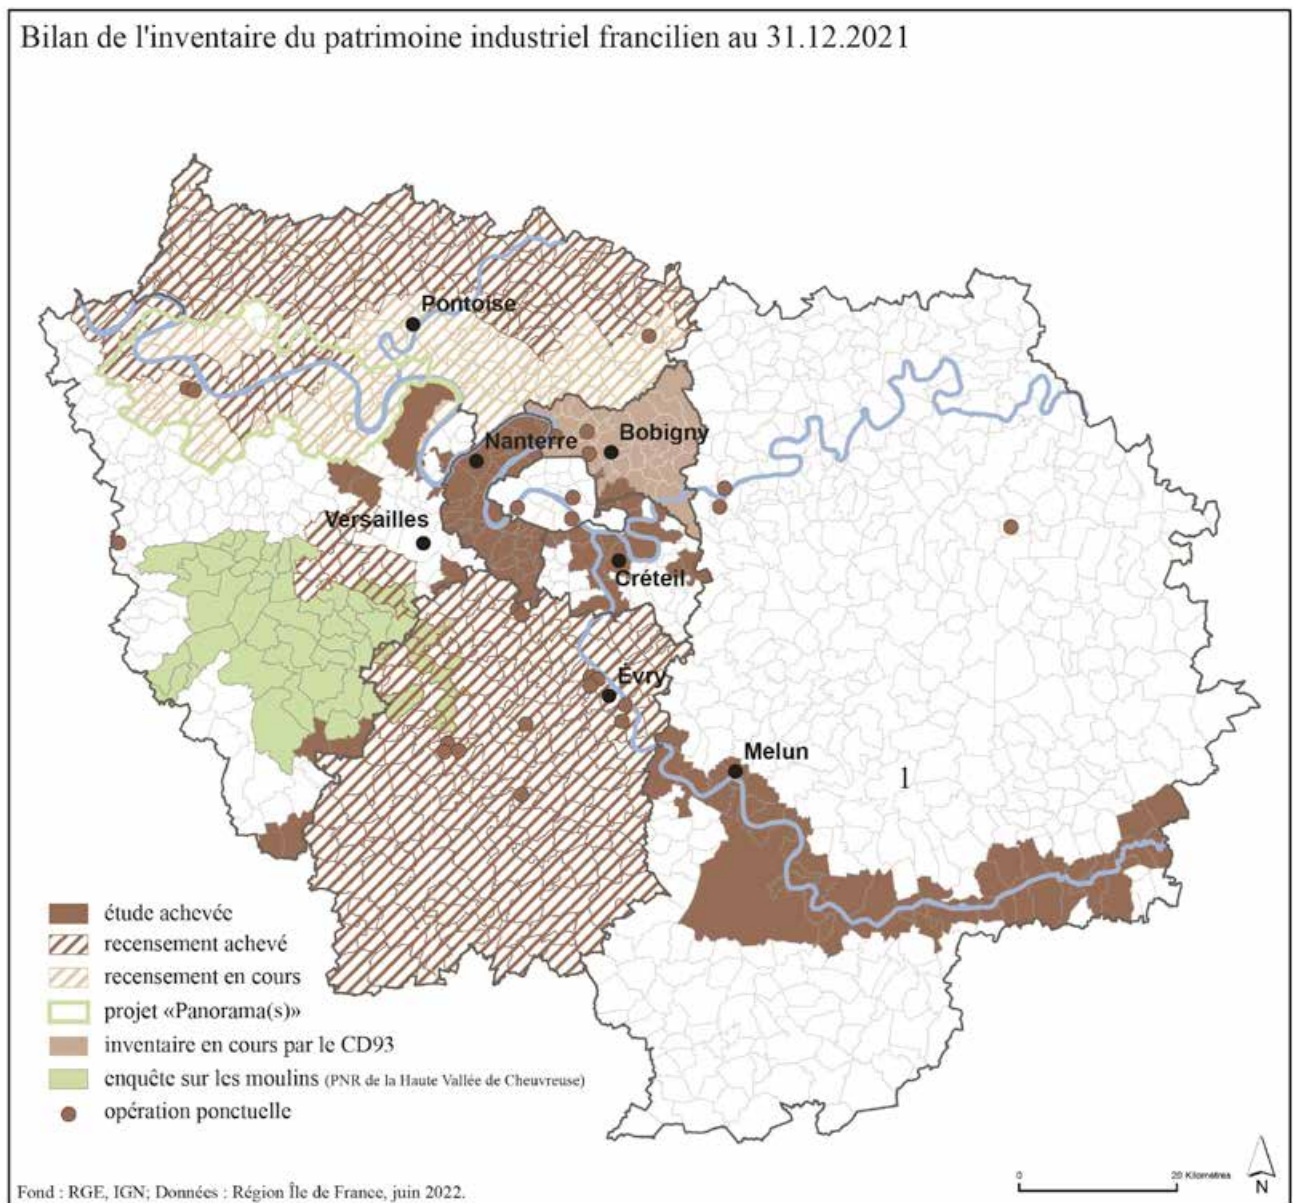 Bilan de l'inventaire du patrimoine industriel francilien au 31.12.2021
Pontoise
Nanterre
Bobigny
Versailles
Créteil
Évry
Melun
1
étude achevée
recensement achevé
recensement en cours
projet «Panorama(s)»
inventaire en cours par le CD93
enquête sur les moulins (PNR de la Haute Vallée de Cheuvreuse)
opération ponctuelle
0 20 Kilomètres
N
Fond : RGE, IGN; Données : Région Île de France, juin 2022.